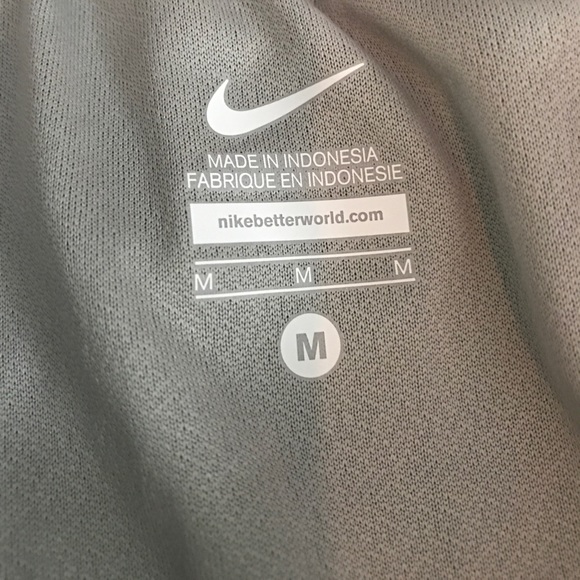 MADE IN INDONESIA
FABRIQUE EN INDONESIE
nikebetterworld.com
M M M
M